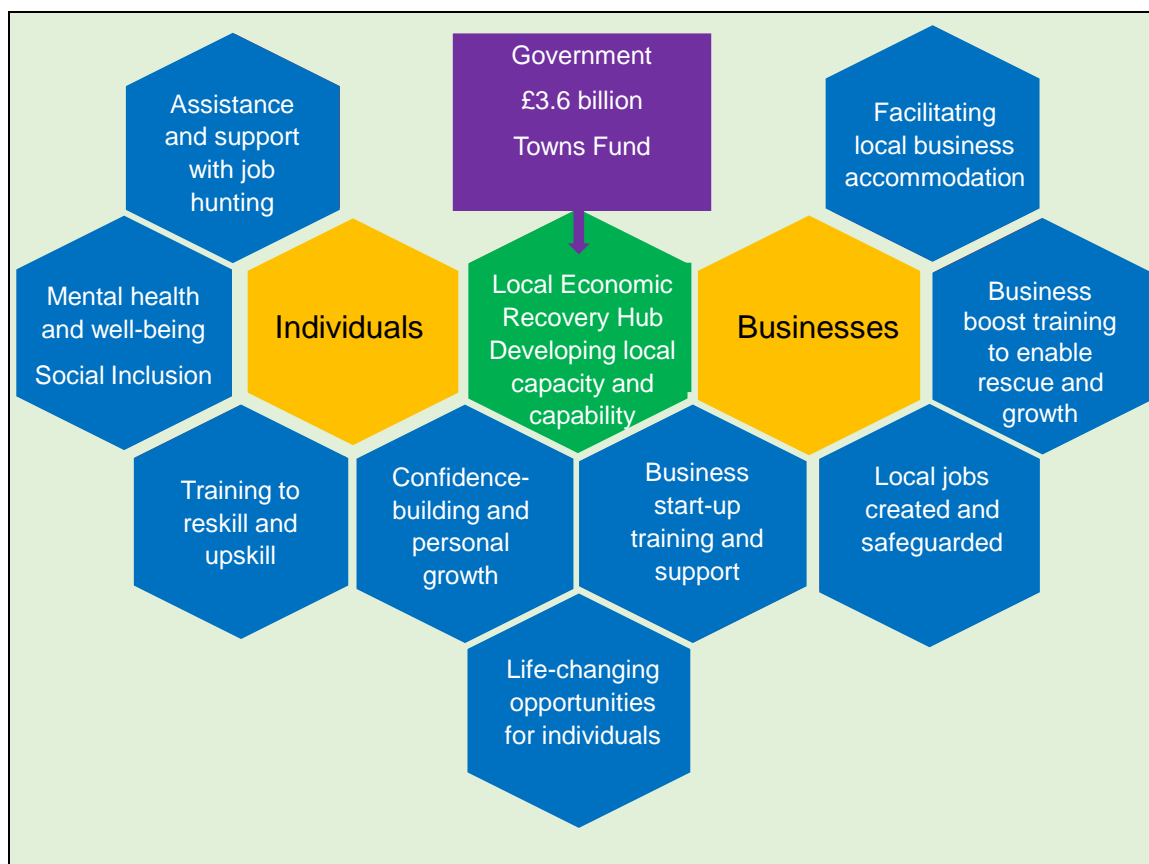 Assistance
and support
with job
hunting
Government
£3.6 billion
Towns Fund
Facilitating
local business
accommodation
Mental health
and well-being
Social Inclusion
Individuals
Local Economic
Recovery Hub
Developing local
capacity and
capability
Businesses
Business
boost training
to enable
rescue and
growth
Training to
reskill and
upskill
Confidence-
building and
personal
growth
Business
start-up
training and
support
Local jobs
created and
safeguarded
Life-changing
opportunities
for individuals